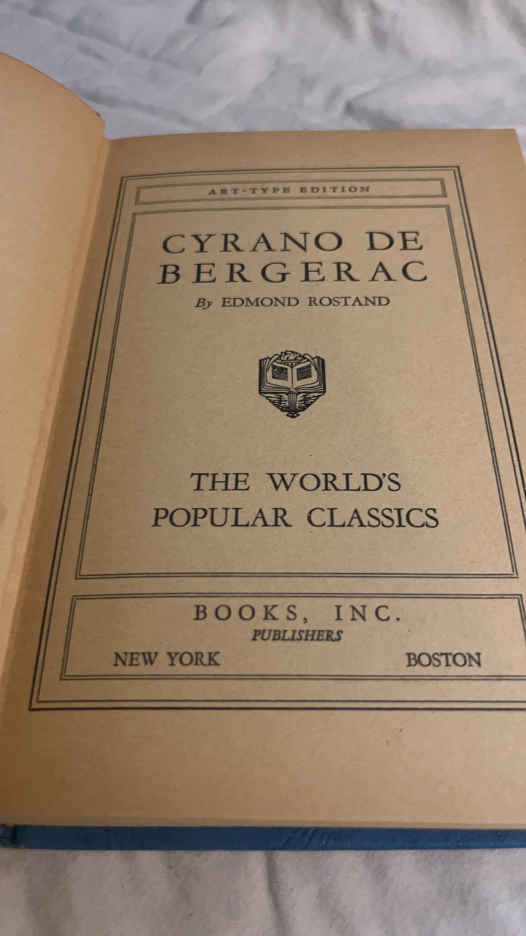 ART-TYPE EDITION
CYRANO DE
BERGERAC
By EDMOND ROSTAND
THE WORLD'S
POPULAR CLASSICS
BOOKS, INC.
PUBLISHERS
NEW YORK BOSTON